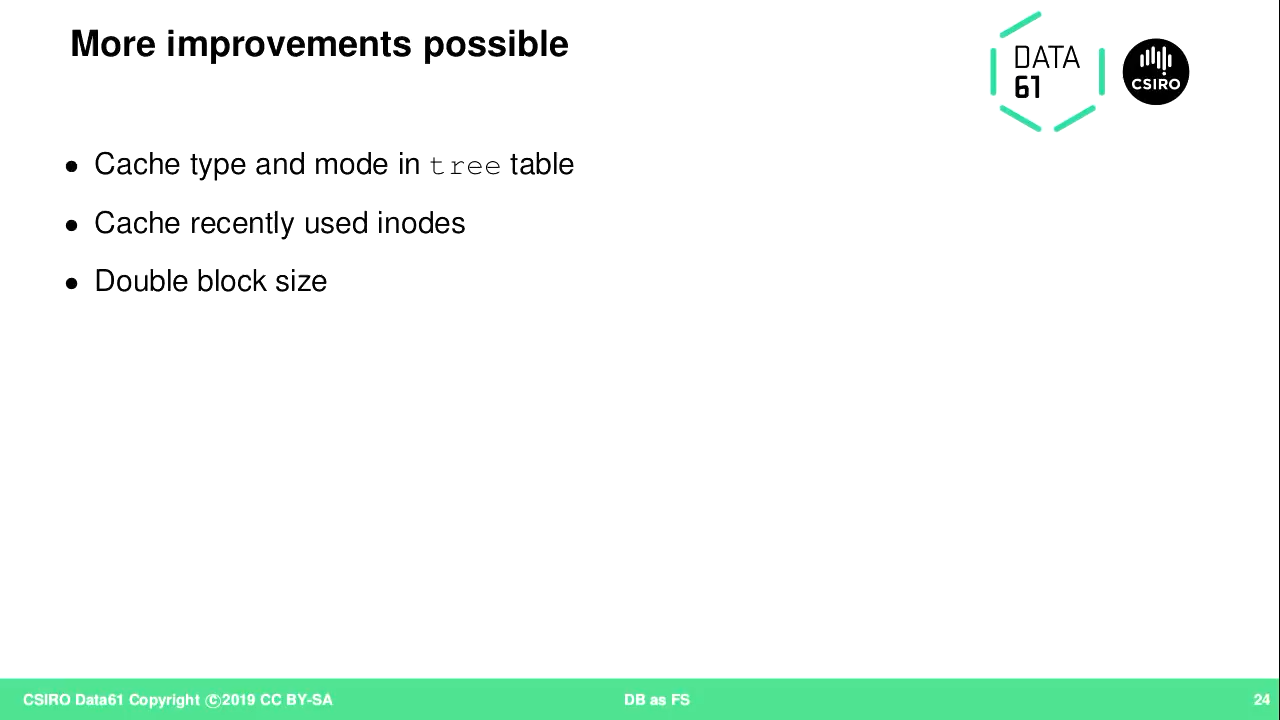 More improvements possible
DATA
61
CSIRO
• Cache type and mode in tree table
• Cache recently used inodes
• Double block size
CSIRO Data61 Copyright ©2019 CC BY-SA
DB as FS
24